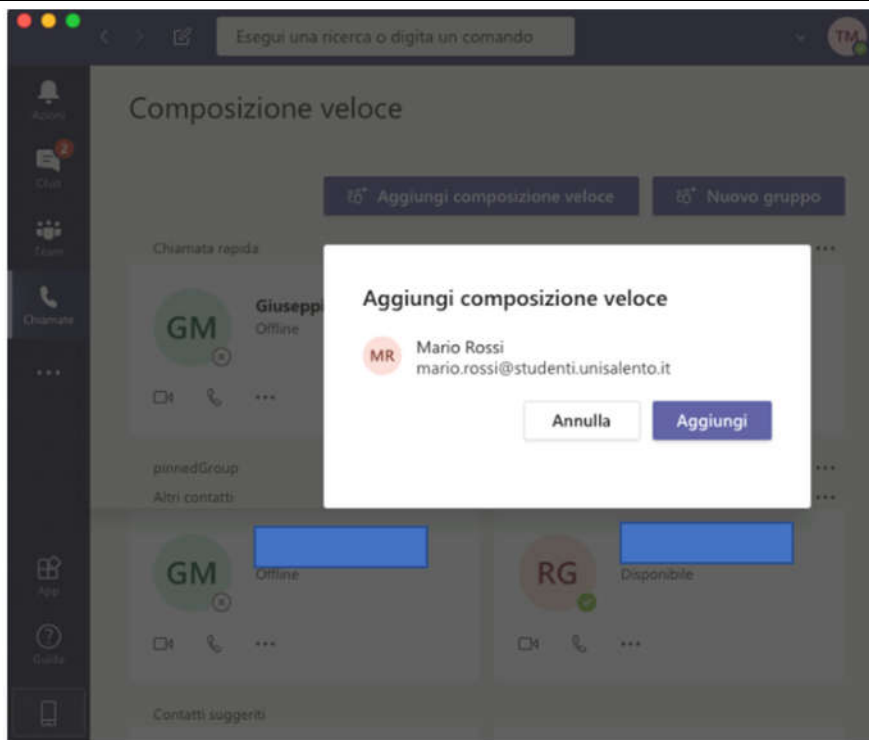 Esegui una ricerca o digita un comando
TM
Azioni
2
Chat
Team
Chiamate
App
Guida
Composizione veloce
Aggiungi composizione veloce
Nuovo gruppo
Chiamata rapida
GM
Giuseppi
Offline
Aggiungi composizione veloce
MR
Mario Rossi
mario.rossi@studenti.unisalento.it
Annulla
Aggiungi
pinnedGroup
Altri contatti
GM
Offline
RG
Disponibile
Contatti suggeriti